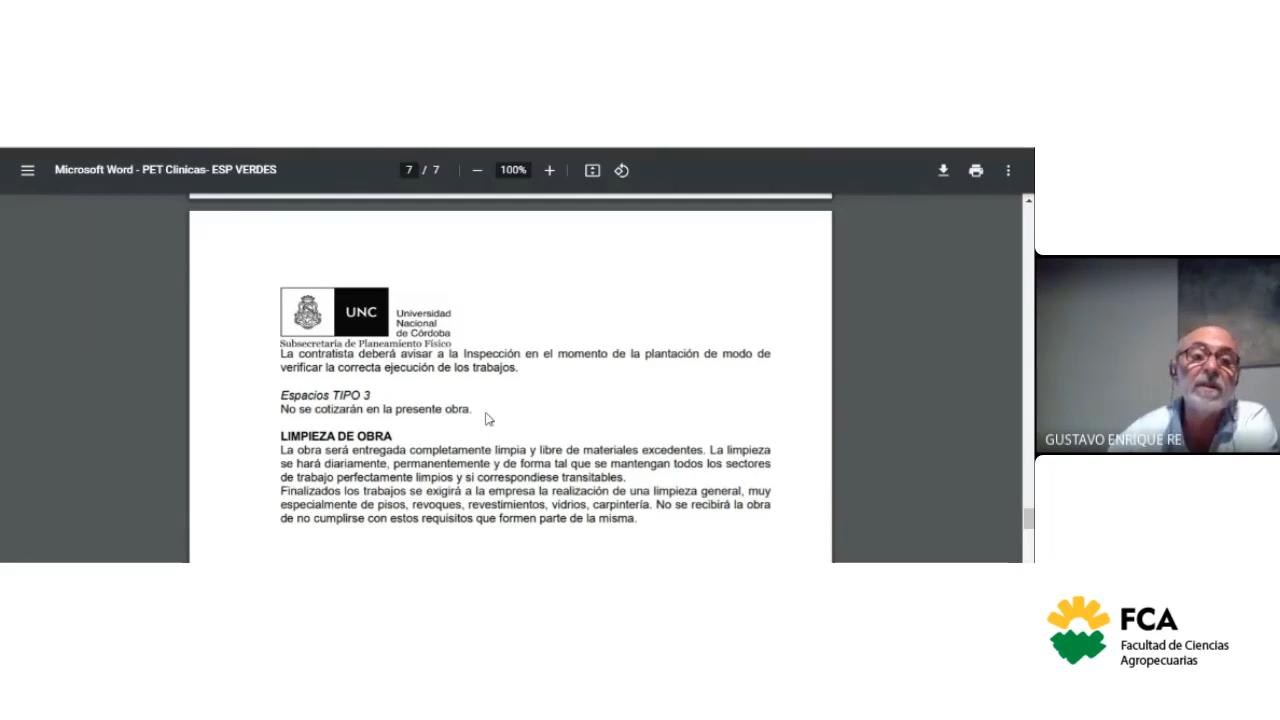 Microsoft Word - PET Clinicas- ESP VERDES
7 / 7
100%
UNC
Universidad
Nacional
de Córdoba
Subsecretaría de Planeamiento Físico
La contratista deberá avisar a la Inspección en el momento de la plantación de modo de
verificar la correcta ejecución de los trabajos.
Espacios TIPO 3
No se cotizarán en la presente obra.
LIMPIEZA DE OBRA
La obra será entregada completamente limpia y libre de materiales excedentes. La limpieza
se hará diariamente, permanentemente y de forma tal que se mantengan todos los sectores
de trabajo perfectamente limpios y si correspondiese transitables.
Finalizados los trabajos se exigirá a la empresa la realización de una limpieza general, muy
especialmente de pisos, revoques, revestimientos, vidrios, carpintería. No se recibirá la obra
de no cumplirse con estos requisitos que formen parte de la misma.
GUSTAVO ENRIQUE RE
FCA
Facultad de Ciencias
Agropecuarias